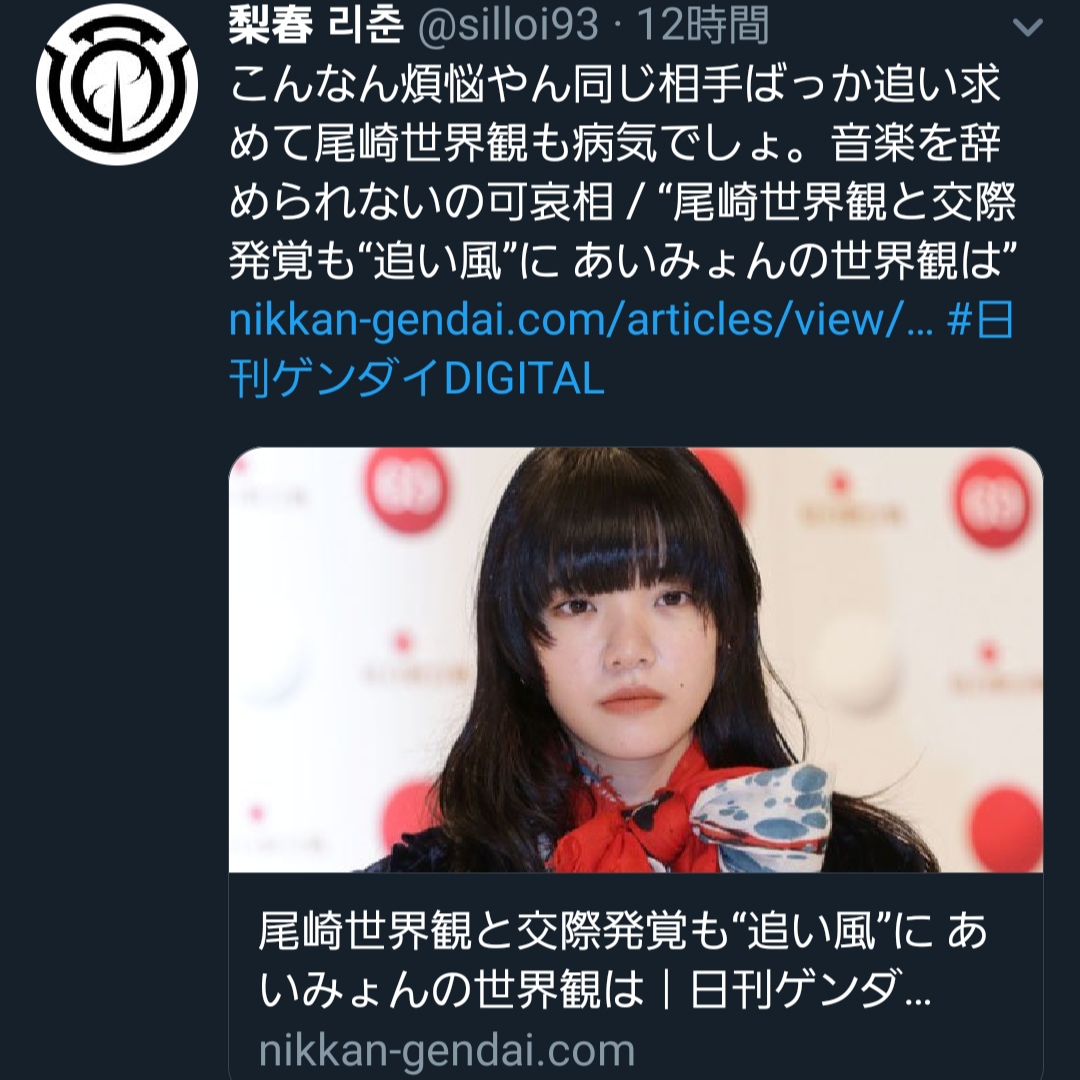 梨春 리춘 @silloi93 · 12時間
こんなん煩悩やん同じ相手ばっか追い求
めて尾崎世界観も病気でしょ。音楽を辞
められないの可哀相 / “尾崎世界観と交際
発覚も“追い風”に あいみょんの世界観は”
nikkan-gendai.com/articles/view/... #日
刊ゲンダイDIGITAL
69
69
尾崎世界観と交際発覚も“追い風”に あ
いみょんの世界観は｜日刊ゲンダ...
nikkan-gendai.com